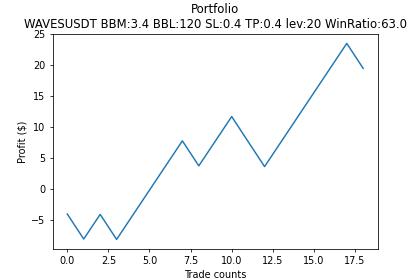 Portfolio
WAVESUSDT BBM:3.4 BBL:120 SL:0.4 TP:0.4 lev:20 WinRatio:63.0
25
20
15
10
5
0
−5
Profit ($)
0.0 2.5 5.0 7.5 10.0 12.5 15.0 17.5
Trade counts